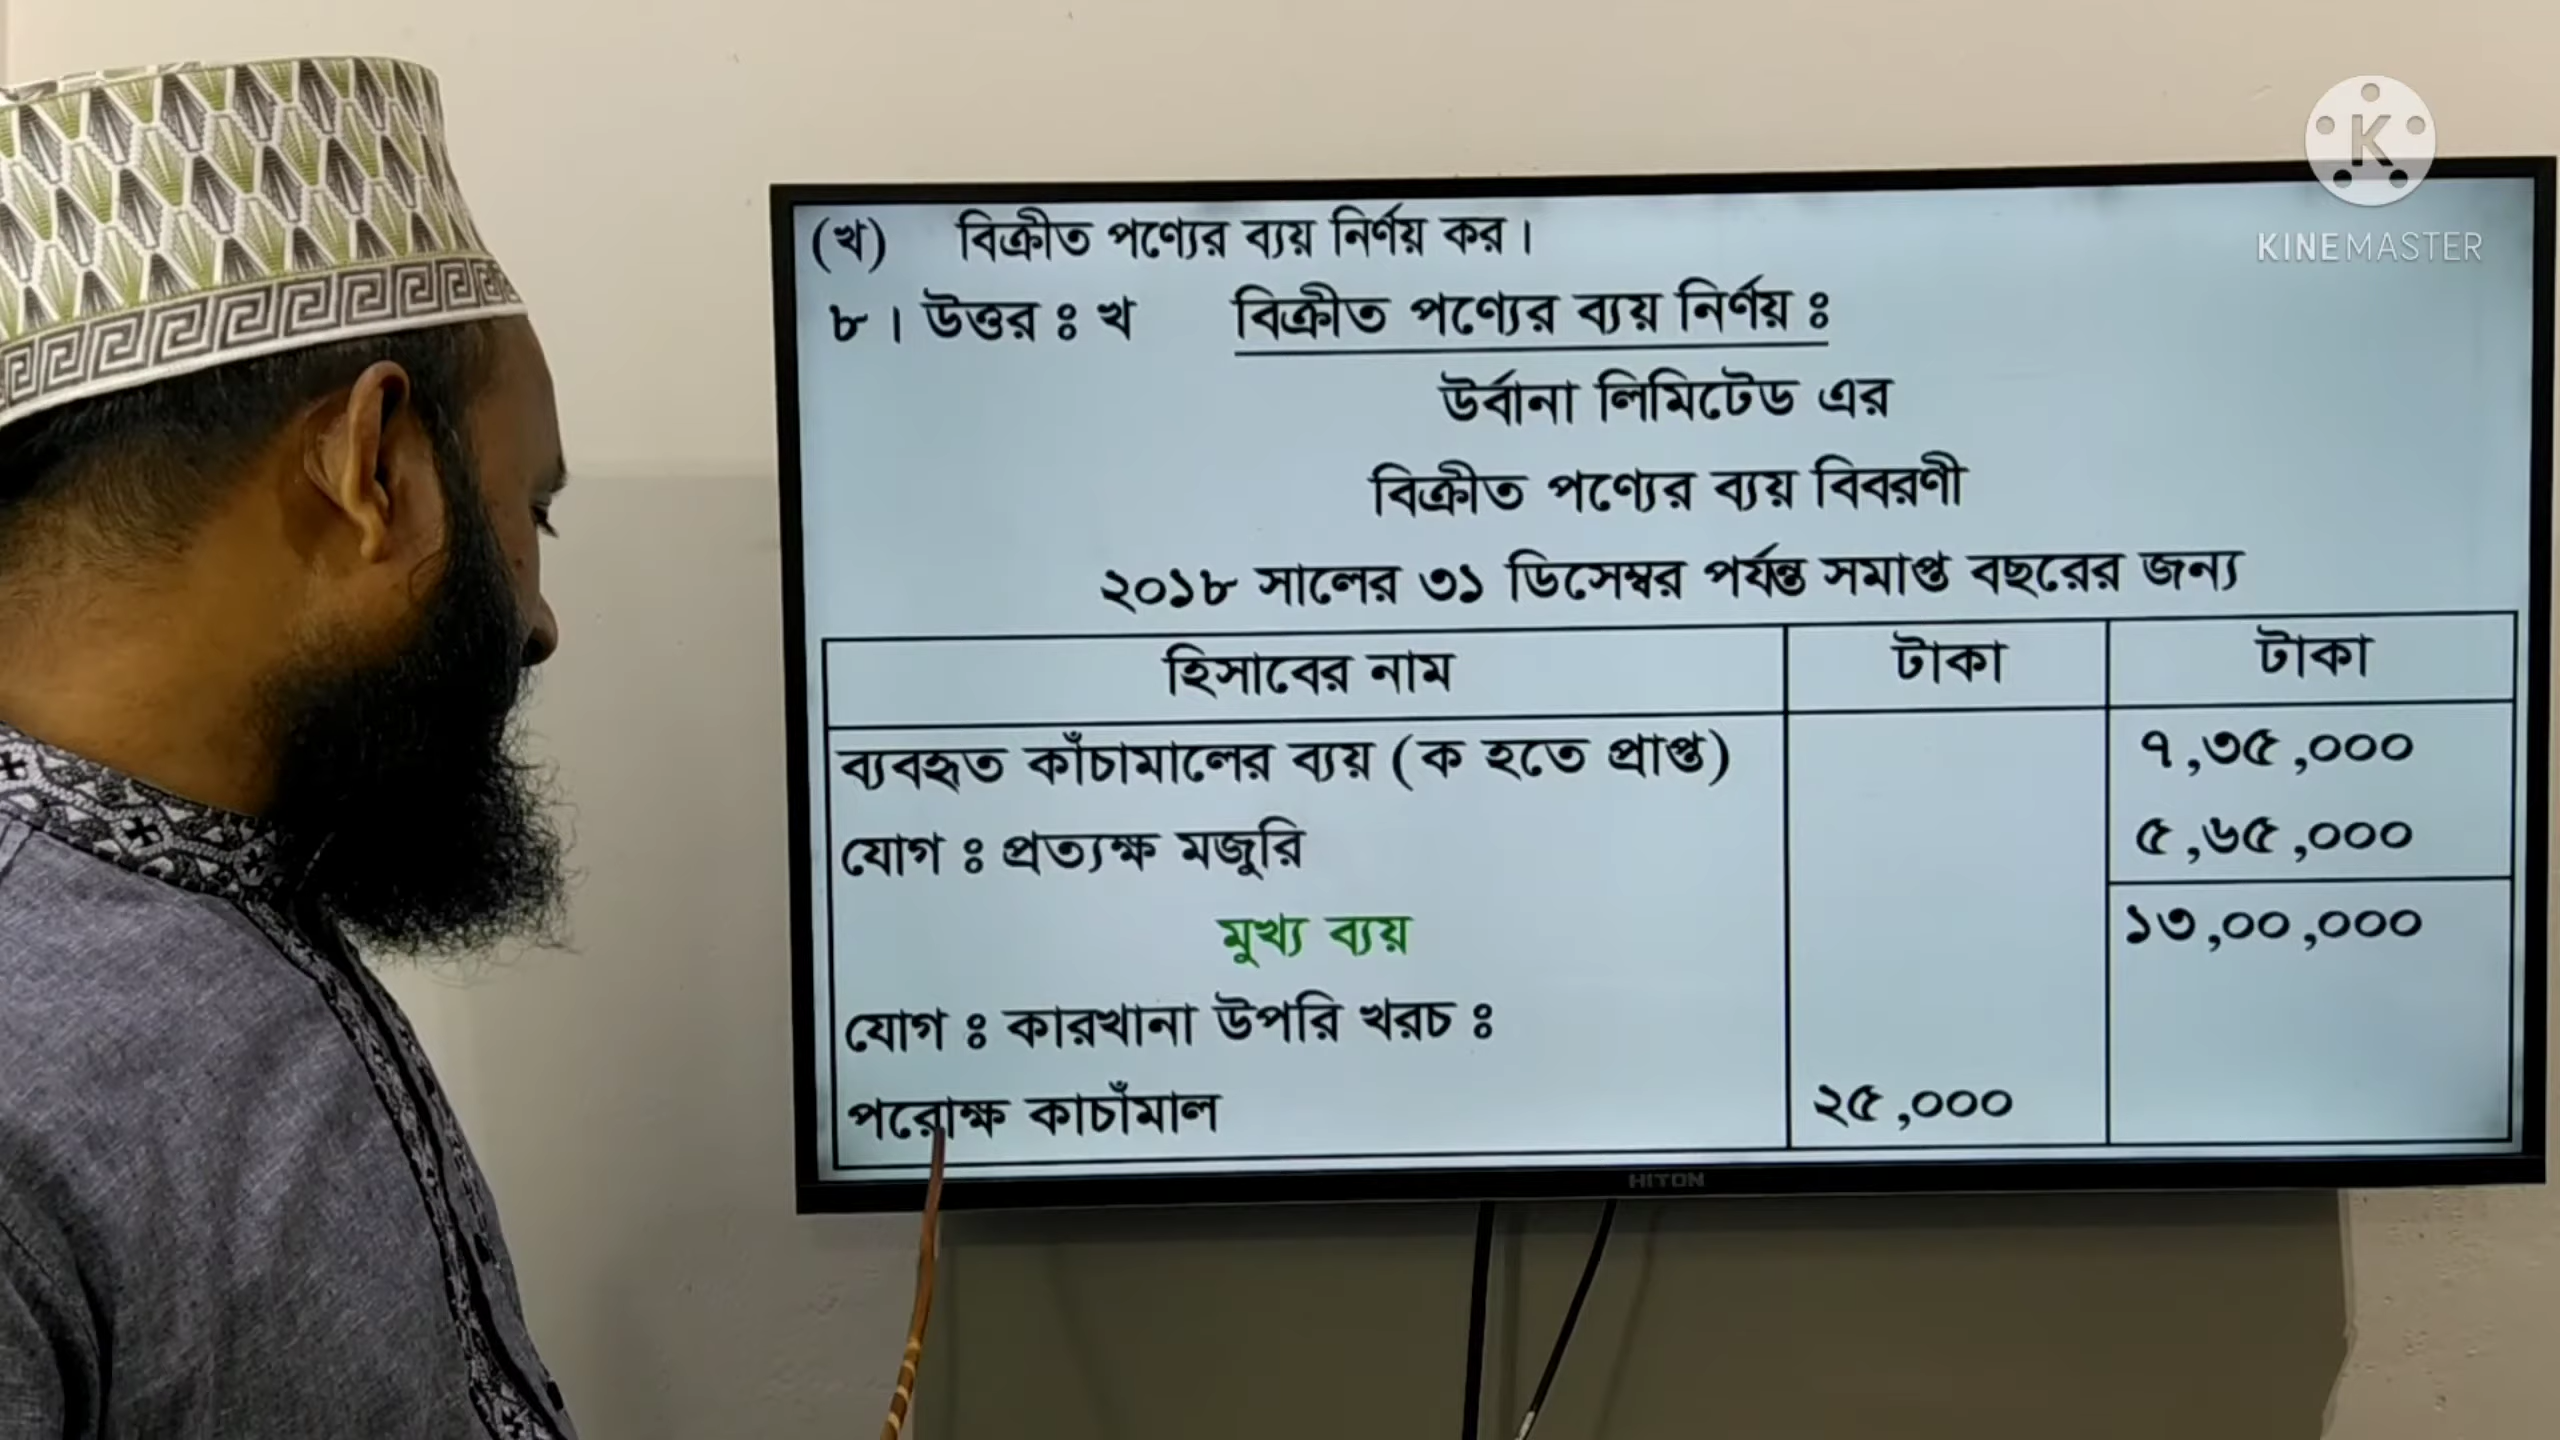 KINEMASTER
(খ) বিক্রীত পণ্যের ব্যয় নির্ণয় কর।
৮। উত্তর ঃ খ বিক্রীত পণ্যের ব্যয় নির্ণয় ঃ
উর্বানা লিমিটেড এর
বিক্রীত পণ্যের ব্যয় বিবরণী
২০১৮ সালের ৩১ ডিসেম্বর পর্যন্ত সমাপ্ত বছরের জন্য
হিসাবের নাম টাকা টাকা
ব্যবহৃত কাঁচামালের ব্যয় (ক হতে প্রাপ্ত) ৭,৩৫,০০০
যোগ ঃ প্রত্যক্ষ মজুরি ৫,৬৫,০০০
মুখ্য ব্যয় ১৩,০০,০০০
যোগ ঃ কারখানা উপরি খরচ ঃ
পরোক্ষ কাচাঁমাল ২৫,০০০
HITON